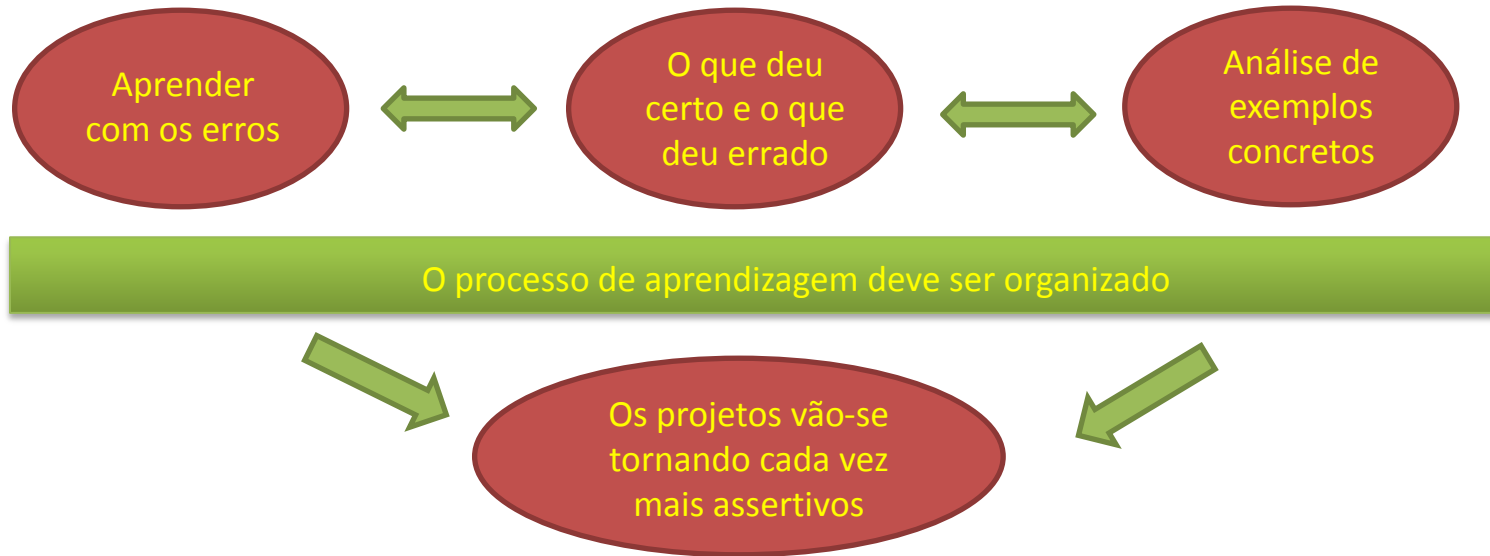 Aprender
com os erros
O que deu
certo e o que
deu errado
Análise de
exemplos
concretos
O processo de aprendizagem deve ser organizado
Os projetos vão-se
tornando cada vez
mais assertivos